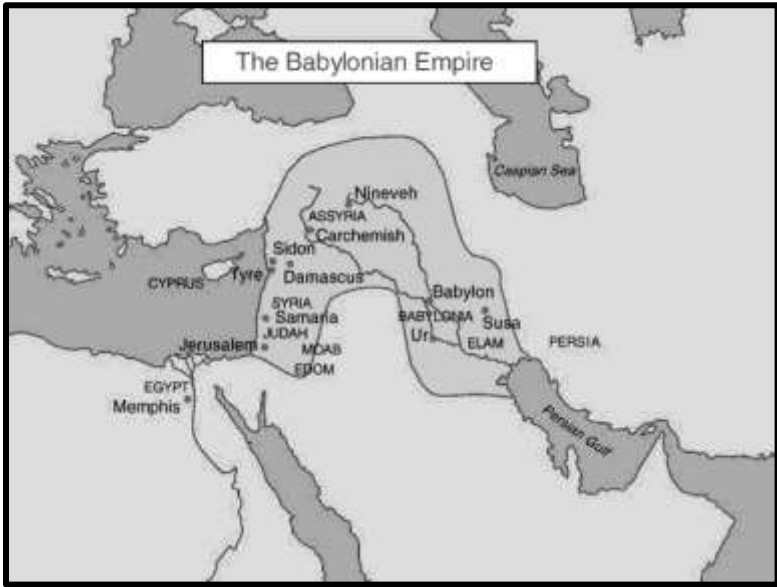 The Babylonian Empire
Caspian Sea
Nineveh
ASSYRIA
Carchemish
Sidon
Tyre
Damascus
CYPRUS
Babylon
SYRIA
BABYLONIA
Samaria
Susa
JUDAH
Ur
ELAM
PERSIA
Jerusalem
MOAB
EDOM
EGYPT
Memphis
Persian Gulf